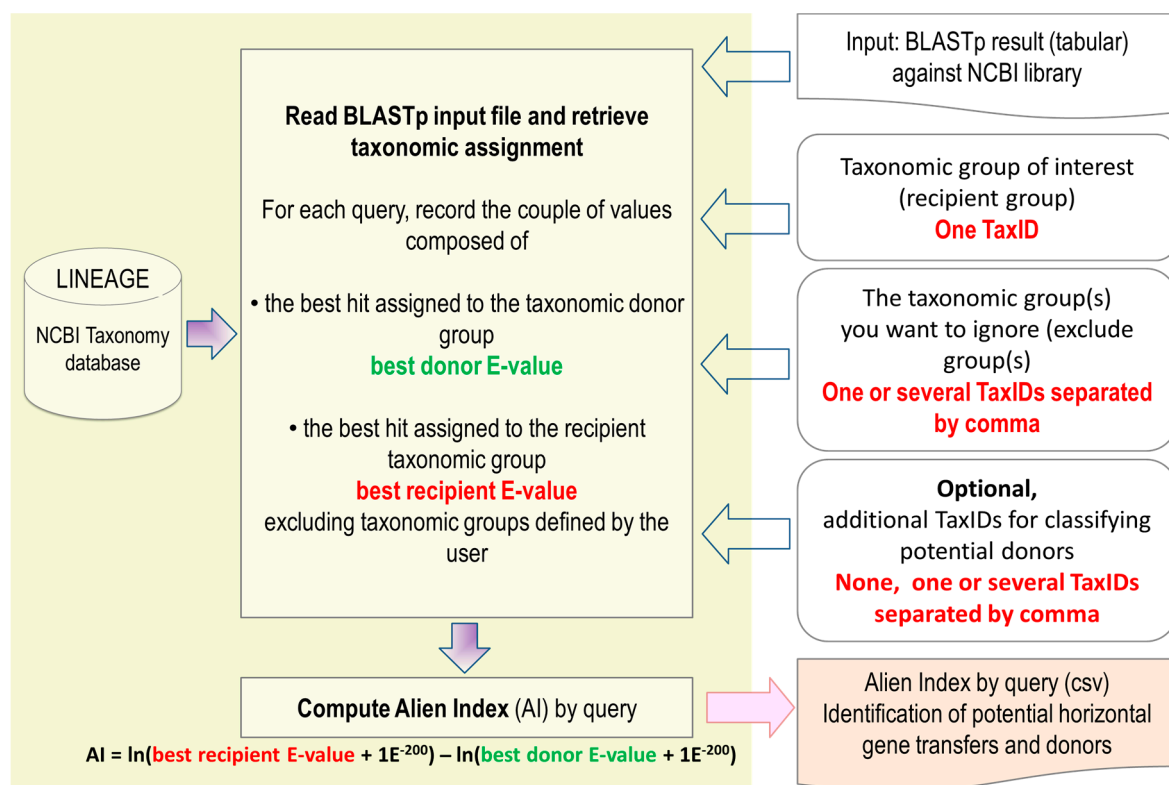 Input: BLASTp result (tabular)
against NCBI library
Read BLASTp input file and retrieve
taxonomic assignment
For each query, record the couple of values
composed of
• the best hit assigned to the taxonomic donor
group
best donor E-value
• the best hit assigned to the recipient
taxonomic group
best recipient E-value
excluding taxonomic groups defined by the
user
LINEAGE
NCBI Taxonomy
database
Taxonomic group of interest
(recipient group)
One TaxID
The taxonomic group(s)
you want to ignore (exclude
group(s)
One or several TaxIDs separated
by comma
Optional,
additional TaxIDs for classifying
potential donors
None, one or several TaxIDs
separated by comma
Compute Alien Index (AI) by query
AI = ln(best recipient E-value + 1E⁻²⁰⁰) – ln(best donor E-value + 1E⁻²⁰⁰)
Alien Index by query (csv)
Identification of potential horizontal
gene transfers and donors